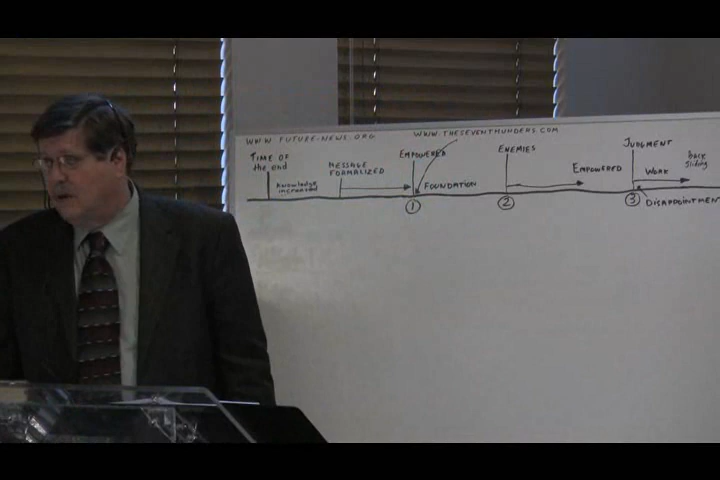 WWW. FUTURE-NEWS.ORG
WWW.THESEVENTHUNDERS.COM
TIME OF
the end
Knowledge
increased
MESSAGE
FORMALIZED
EMPOWERED
FOUNDATION
1
ENEMIES
EMPOWERED
2
JUDGMENT
WORK
back
sliding
3
DISAPPOINTMEN